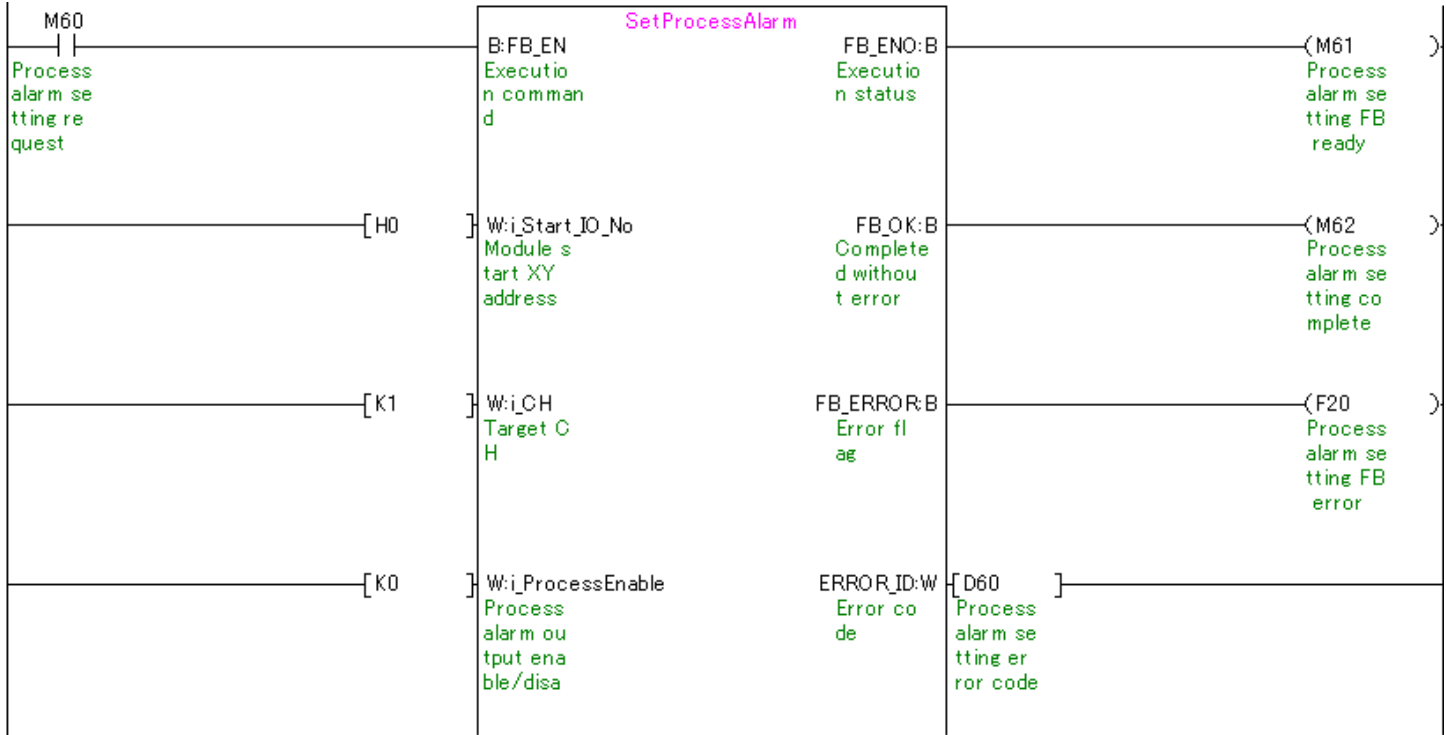 M60
SetProcessAlarm
B:FB_EN
FB_ENO:B
(M61 )
Process
alarm se
tting re
quest
Executio
n comman
d
Executio
n status
Process
alarm se
tting FB
ready
[H0 ]
W:i_Start_IO_No
FB_OK:B
(M62 )
Module s
tart XY
address
Complete
d withou
t error
Process
alarm se
tting co
mplete
[K1 ]
W:i_CH
FB_ERROR:B
(F20 )
Target C
H
Error fl
ag
Process
alarm se
tting FB
error
[K0 ]
W:i_ProcessEnable
ERROR_ID:W
[D60 ]
Process
alarm ou
tput ena
ble/disa
Error co
de
Process
alarm se
tting er
ror code